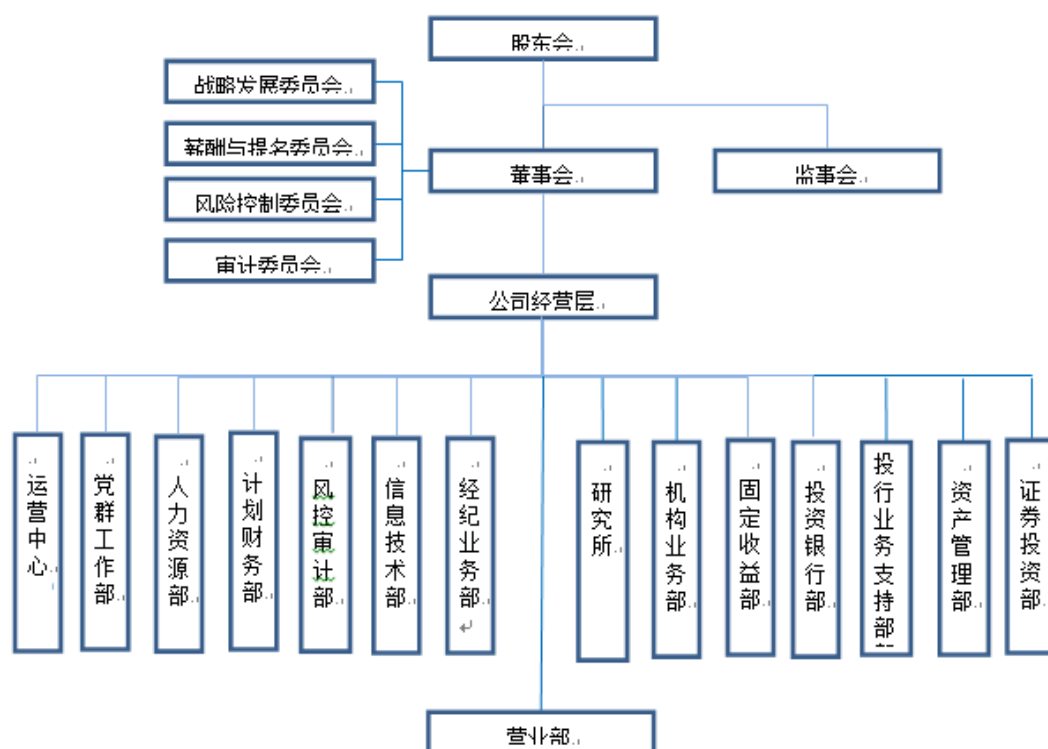 股东会
战略发展委员会
薪酬与提名委员会
董事会
监事会
风险控制委员会
审计委员会
公司经营层
运营中心
党群工作部
人力资源部
计划财务部
风控审计部
信息技术部
经纪业务部
研究所
机构业务部
固定收益部
投资银行部
投行业务支持部
资产管理部
证券投资部
营业部